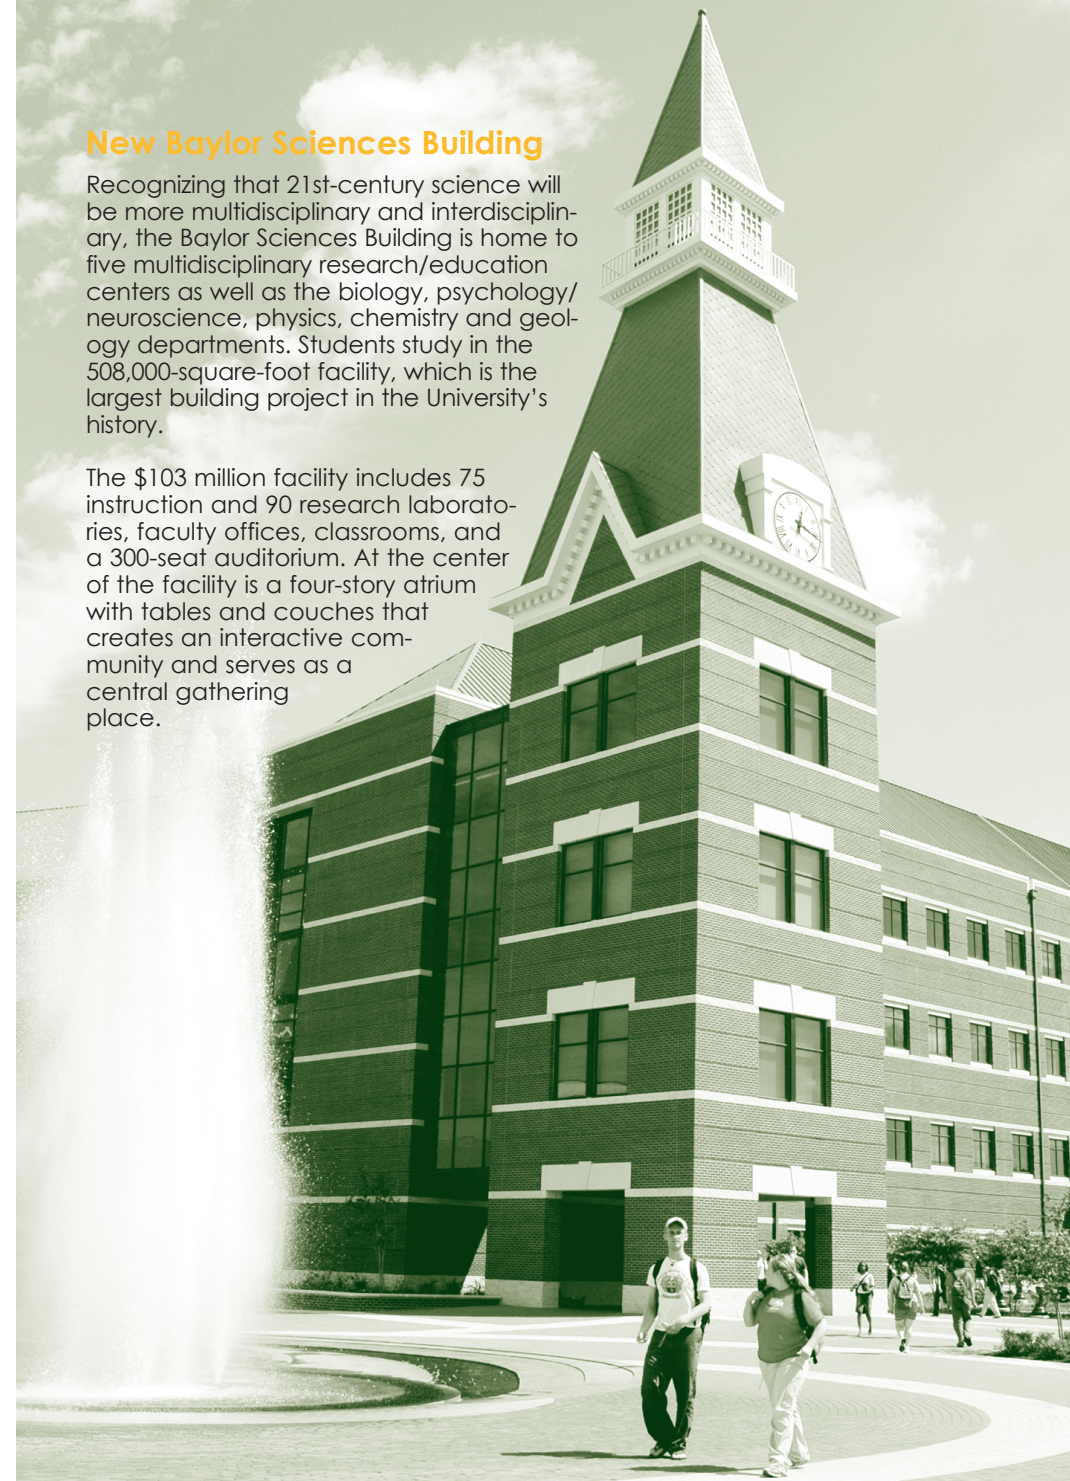 New Baylor Sciences Building
Recognizing that 21st-century science will
be more multidisciplinary and interdisciplin-
ary, the Baylor Sciences Building is home to
five multidisciplinary research/education
centers as well as the biology, psychology/
neuroscience, physics, chemistry and geol-
ogy departments. Students study in the
508,000-square-foot facility, which is the
largest building project in the University’s
history.
The $103 million facility includes 75
instruction and 90 research laborato-
ries, faculty offices, classrooms, and
a 300-seat auditorium. At the center
of the facility is a four-story atrium
with tables and couches that
creates an interactive com-
munity and serves as a
central gathering
place.